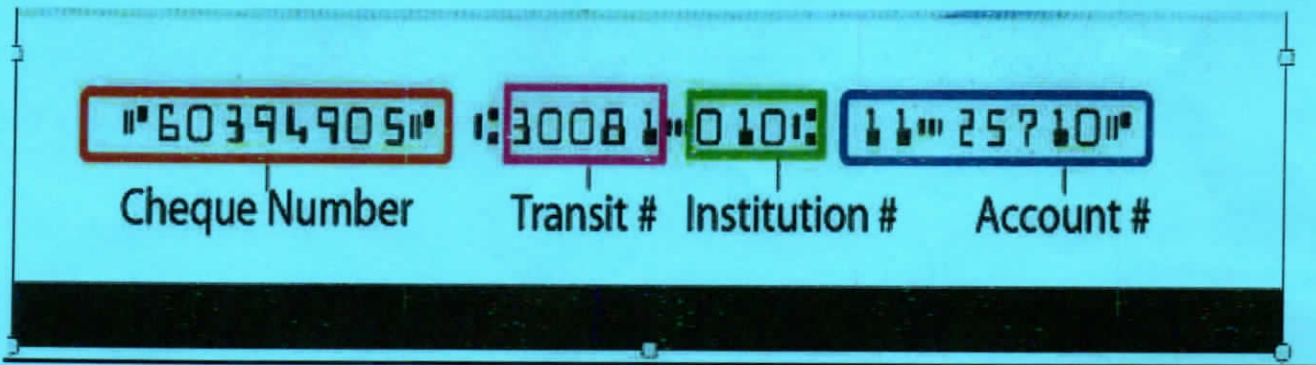 ⑈60394905⑈ ⑆30081⑉010⑆ 11⑉25710⑈
Cheque Number Transit # Institution # Account #